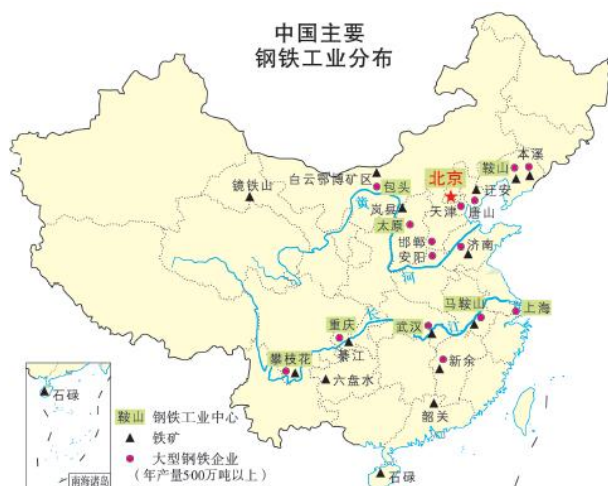 中国主要
钢铁工业分布
本溪
鞍山
白云鄂博矿区
北京
镜铁山
包头
迁安
黄
岚县
天津
唐山
太原
邯郸
济南
安阳
河
马鞍山
上海
长
重庆
武汉
江
綦江
攀枝花
新余
六盘水
石碌
韶关
鞍山 钢铁工业中心
铁矿
大型钢铁企业
(年产量500万吨以上)
南海诸岛
石碌